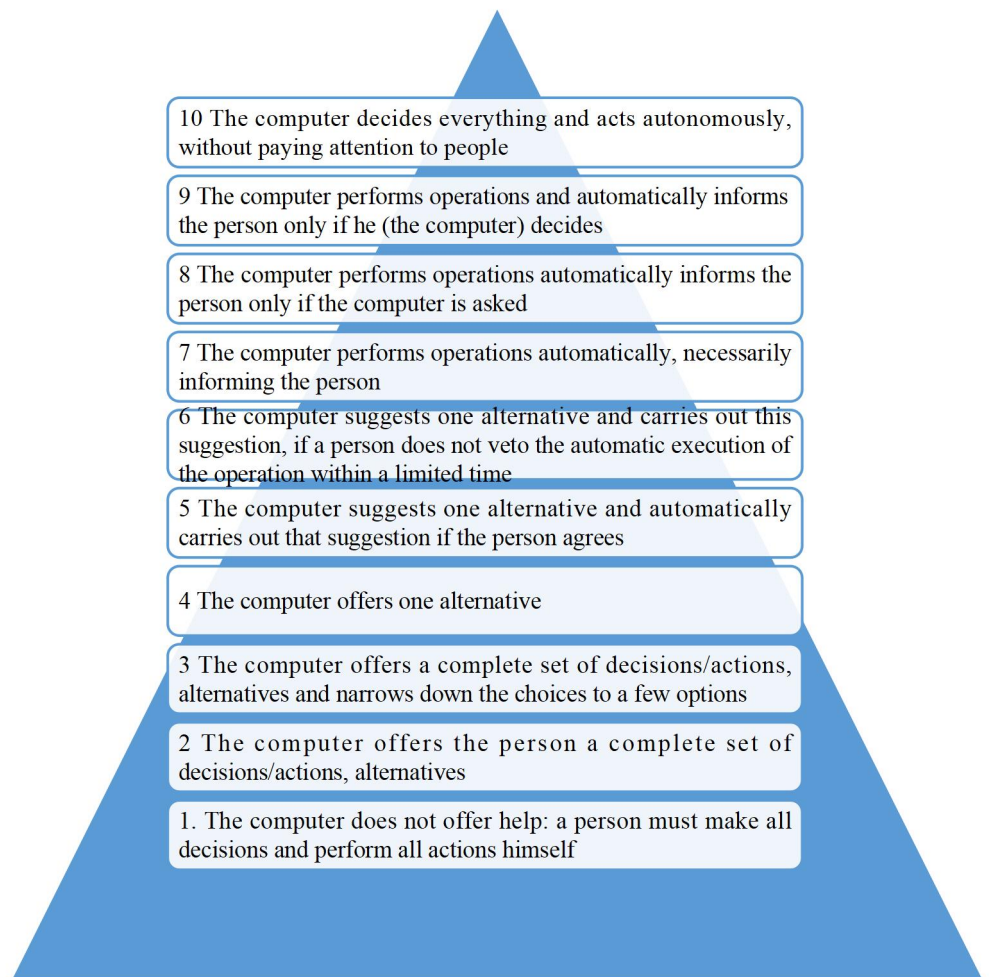 10 The computer decides everything and acts autonomously,
without paying attention to people
9 The computer performs operations and automatically informs
the person only if he (the computer) decides
8 The computer performs operations automatically informs the
person only if the computer is asked
7 The computer performs operations automatically, necessarily
informing the person
6 The computer suggests one alternative and carries out this
suggestion, if a person does not veto the automatic execution of
the operation within a limited time
5 The computer suggests one alternative and automatically
carries out that suggestion if the person agrees
4 The computer offers one alternative
3 The computer offers a complete set of decisions/actions,
alternatives and narrows down the choices to a few options
2 The computer offers the person a complete set of
decisions/actions, alternatives
1. The computer does not offer help: a person must make all
decisions and perform all actions himself